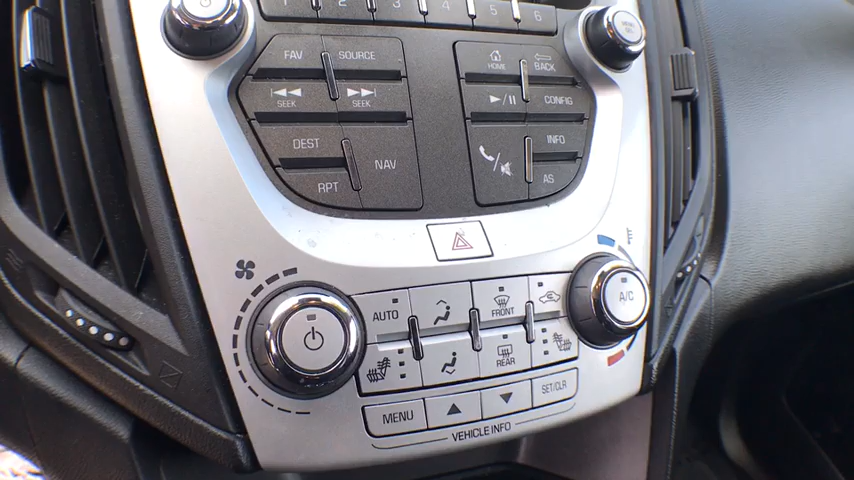 1 2 3 4 5 6
FAV SOURCE
HOME BACK
SEEK SEEK
CONFIG
DEST
INFO
RPT NAV
AS
A/C
AUTO
FRONT
REAR
MENU
SET/CLR
VEHICLE INFO